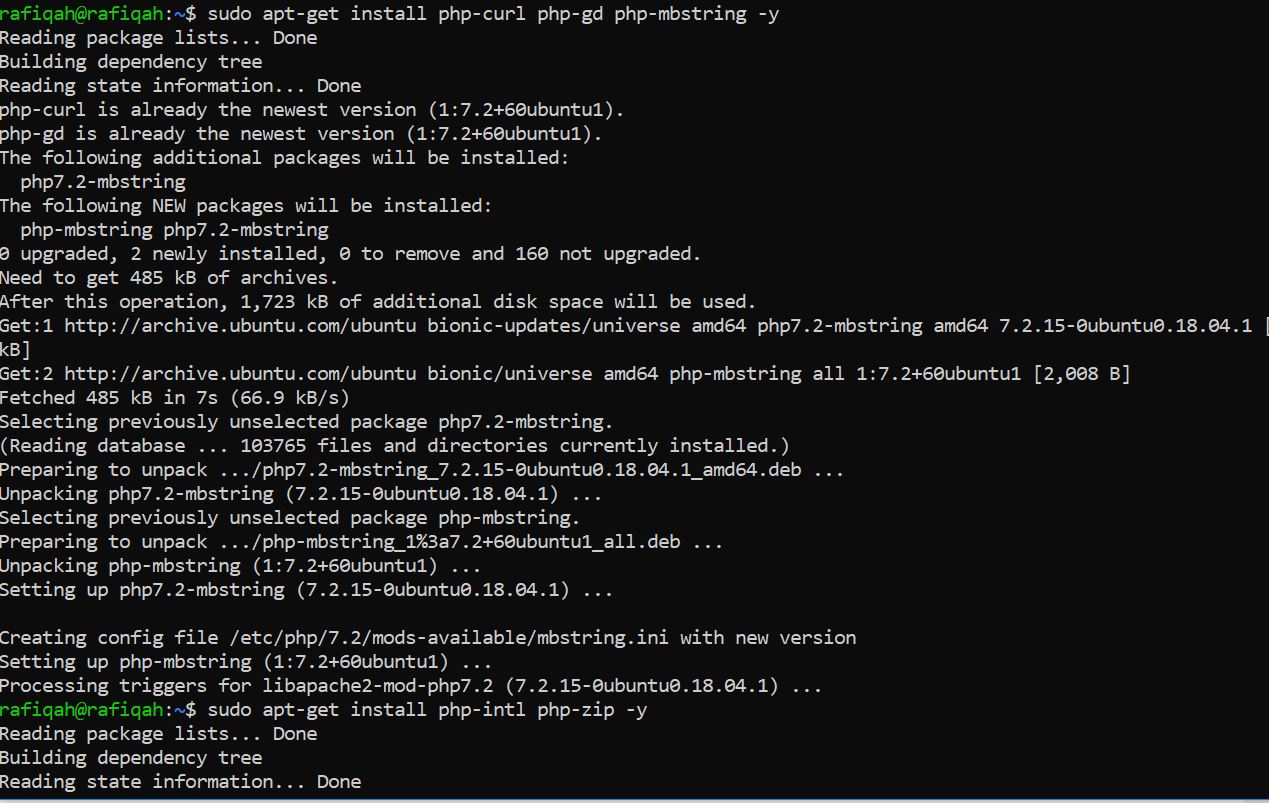 rafiqah@rafiqah:~$ sudo apt-get install php-curl php-gd php-mbstring -y
Reading package lists... Done
Building dependency tree
Reading state information... Done
php-curl is already the newest version (1:7.2+60ubuntu1).
php-gd is already the newest version (1:7.2+60ubuntu1).
The following additional packages will be installed:
  php7.2-mbstring
The following NEW packages will be installed:
  php-mbstring php7.2-mbstring
0 upgraded, 2 newly installed, 0 to remove and 160 not upgraded.
Need to get 485 kB of archives.
After this operation, 1,723 kB of additional disk space will be used.
Get:1 http://archive.ubuntu.com/ubuntu bionic-updates/universe amd64 php7.2-mbstring amd64 7.2.15-0ubuntu0.18.04.1 [
kB]
Get:2 http://archive.ubuntu.com/ubuntu bionic/universe amd64 php-mbstring all 1:7.2+60ubuntu1 [2,008 B]
Fetched 485 kB in 7s (66.9 kB/s)
Selecting previously unselected package php7.2-mbstring.
(Reading database ... 103765 files and directories currently installed.)
Preparing to unpack .../php7.2-mbstring_7.2.15-0ubuntu0.18.04.1_amd64.deb ...
Unpacking php7.2-mbstring (7.2.15-0ubuntu0.18.04.1) ...
Selecting previously unselected package php-mbstring.
Preparing to unpack .../php-mbstring_1%3a7.2+60ubuntu1_all.deb ...
Unpacking php-mbstring (1:7.2+60ubuntu1) ...
Setting up php7.2-mbstring (7.2.15-0ubuntu0.18.04.1) ...

Creating config file /etc/php/7.2/mods-available/mbstring.ini with new version
Setting up php-mbstring (1:7.2+60ubuntu1) ...
Processing triggers for libapache2-mod-php7.2 (7.2.15-0ubuntu0.18.04.1) ...
rafiqah@rafiqah:~$ sudo apt-get install php-intl php-zip -y
Reading package lists... Done
Building dependency tree
Reading state information... Done